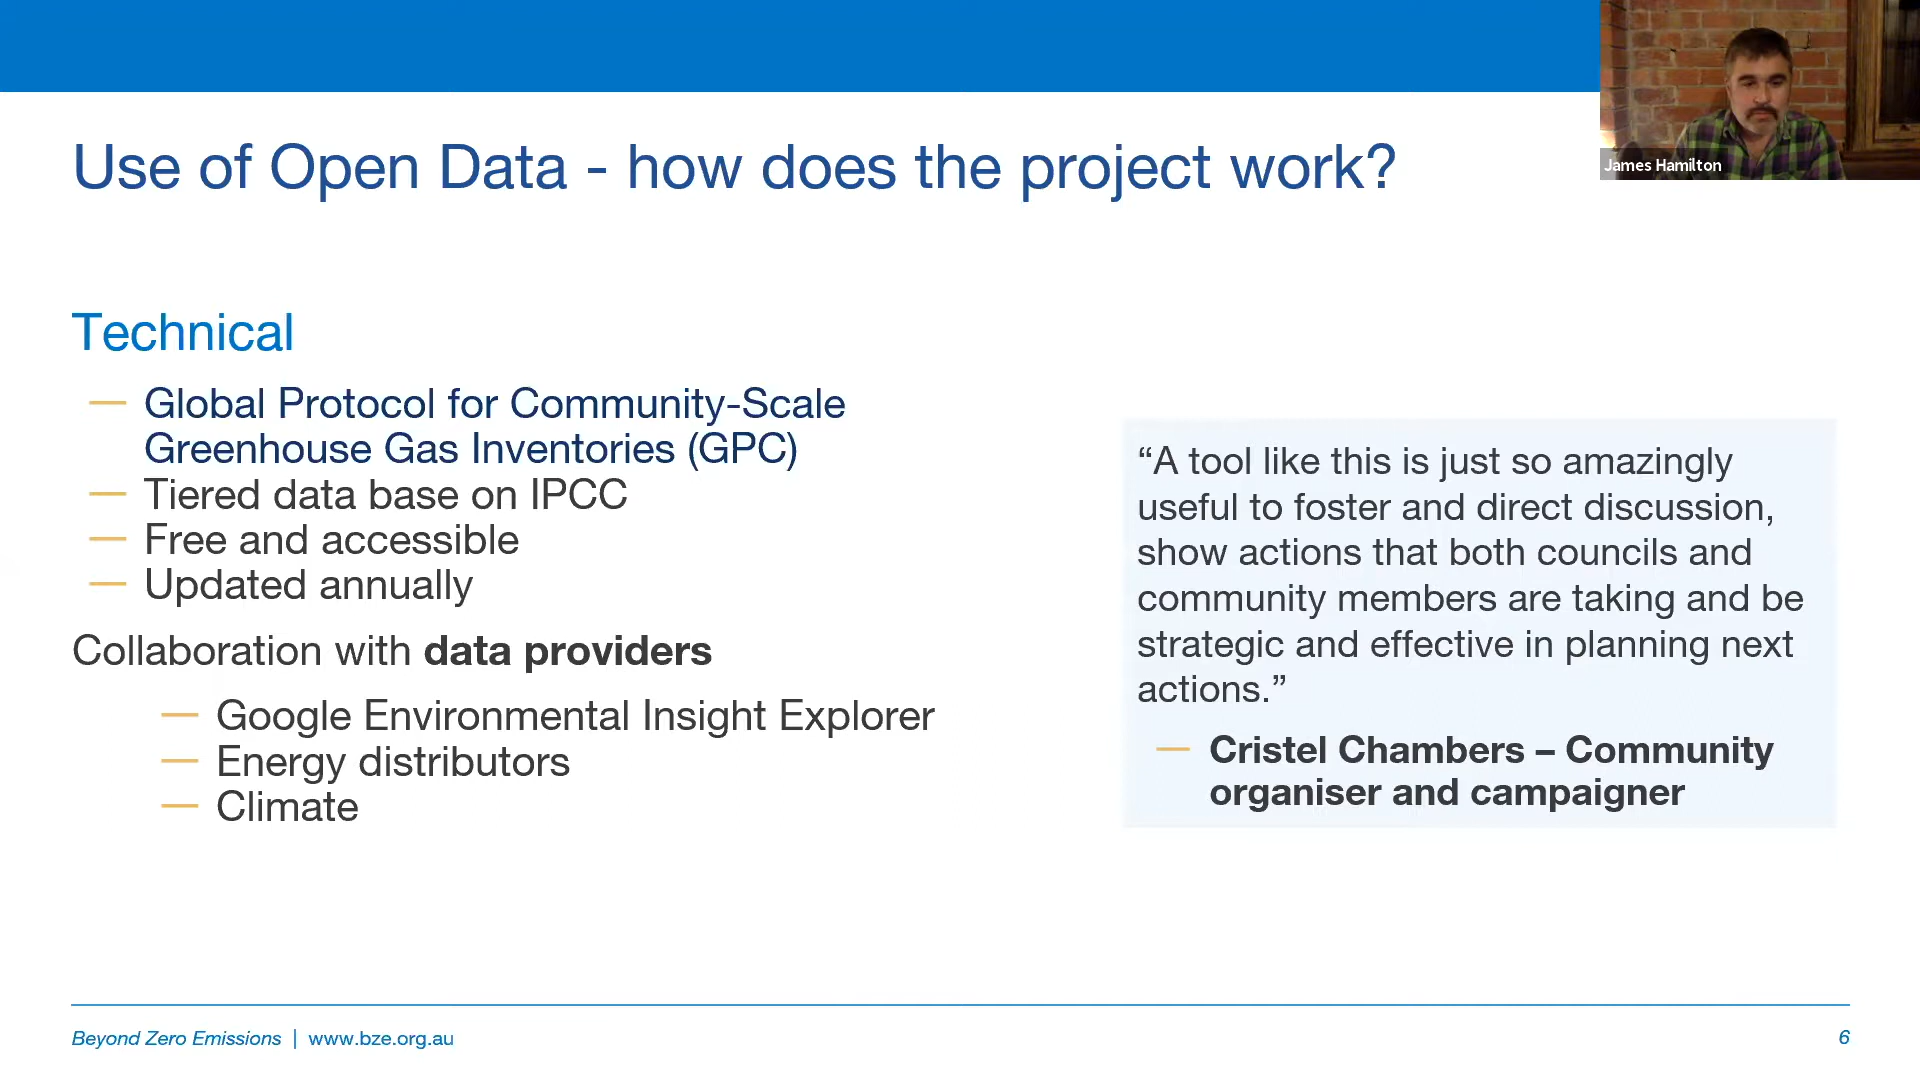 James Hamilton
Use of Open Data - how does the project work?
Technical
— Global Protocol for Community-Scale
Greenhouse Gas Inventories (GPC)
— Tiered data base on IPCC
— Free and accessible
— Updated annually
Collaboration with data providers
— Google Environmental Insight Explorer
— Energy distributors
— Climate
“A tool like this is just so amazingly
useful to foster and direct discussion,
show actions that both councils and
community members are taking and be
strategic and effective in planning next
actions.”
— Cristel Chambers – Community
organiser and campaigner
Beyond Zero Emissions | www.bze.org.au
6